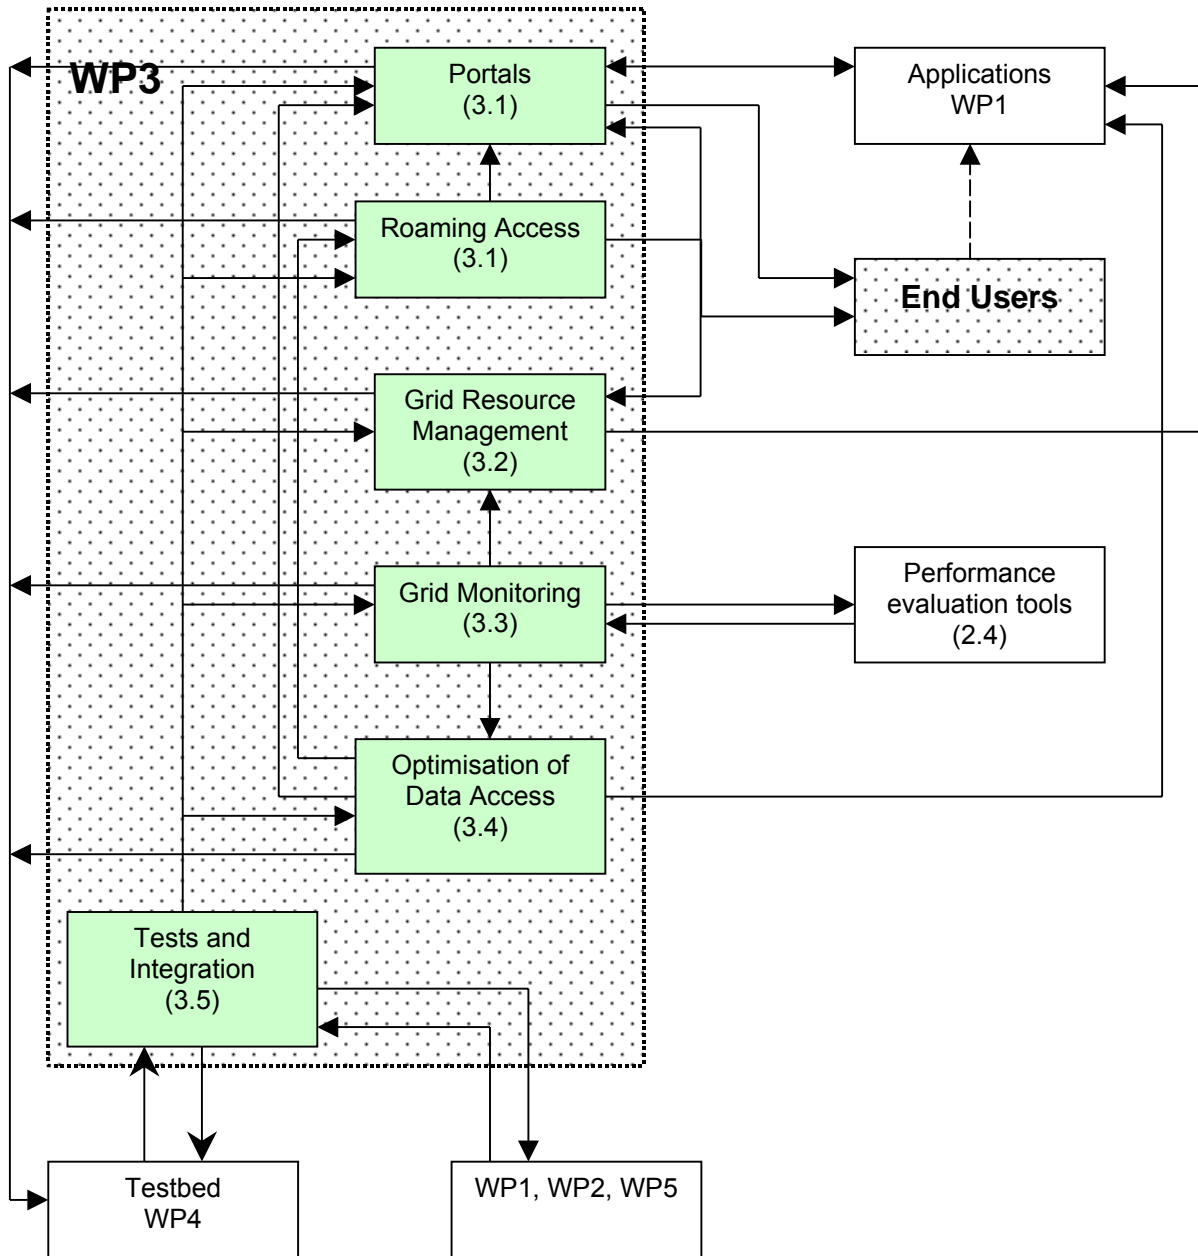 WP3
Portals
(3.1)
Applications
WP1
Roaming Access
(3.1)
End Users
Grid Resource
Management
(3.2)
Grid Monitoring
(3.3)
Performance
evaluation tools
(2.4)
Optimisation of
Data Access
(3.4)
Tests and
Integration
(3.5)
Testbed
WP4
WP1, WP2, WP5